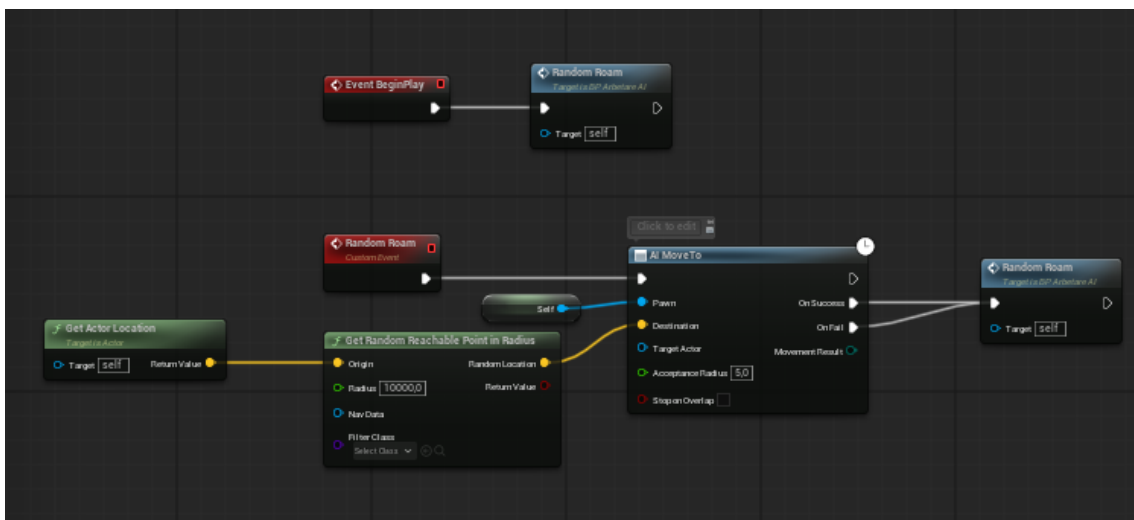 Event BeginPlay
Random Roam
Target is BP Arbetare AI
Target self
Random Roam
Custom Event
Click to edit
AI MoveTo
Self
Pawn
On Success
Destination
On Fail
Target Actor
Movement Result
Acceptance Radius 5,0
Stop on Overlap
Random Roam
Target is BP Arbetare AI
Target self
Get Actor Location
Target is Actor
Target self
Return Value
Get Random Reachable Point in Radius
Origin
Random Location
Radius 10000,0
Return Value
Nav Data
Filter Class
Select Class